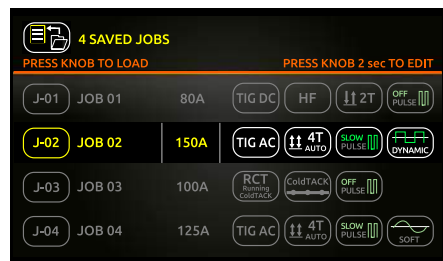 4 SAVED JOBS
PRESS KNOB TO LOAD PRESS KNOB 2 sec TO EDIT
J-01 JOB 01 80A TIG DC HF 2T OFF PULSE
J-02 JOB 02 150A TIG AC 4T AUTO SLOW PULSE DYNAMIC
J-03 JOB 03 100A RCT Running ColdTACK ColdTACK OFF PULSE
J-04 JOB 04 125A TIG AC 4T AUTO SLOW PULSE SOFT